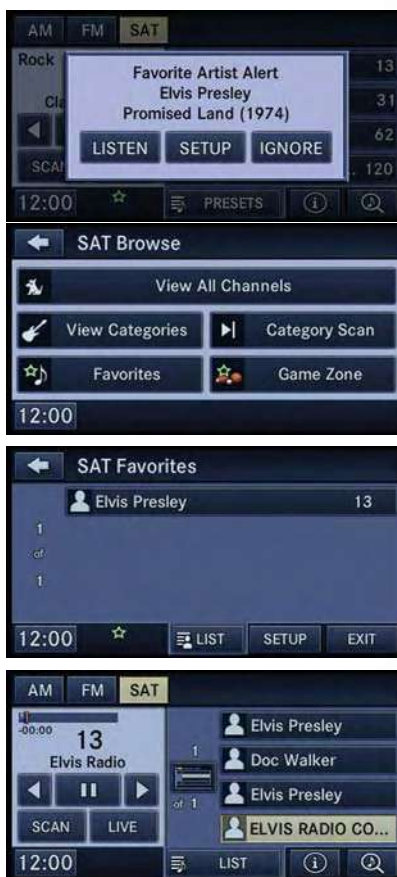 AM FM SAT
Rock 13
Favorite Artist Alert
Elvis Presley
Promised Land (1974)
31
62
LISTEN SETUP IGNORE
SCAN 120
12:00 PRESETS
SAT Browse
View All Channels
View Categories Category Scan
Favorites Game Zone
12:00
SAT Favorites
Elvis Presley 13
1
of
1
12:00 LIST SETUP EXIT
AM FM SAT
-00:00
13
Elvis Radio
1
of 1
Elvis Presley
Doc Walker
Elvis Presley
ELVIS RADIO CO...
SCAN LIVE
12:00 LIST